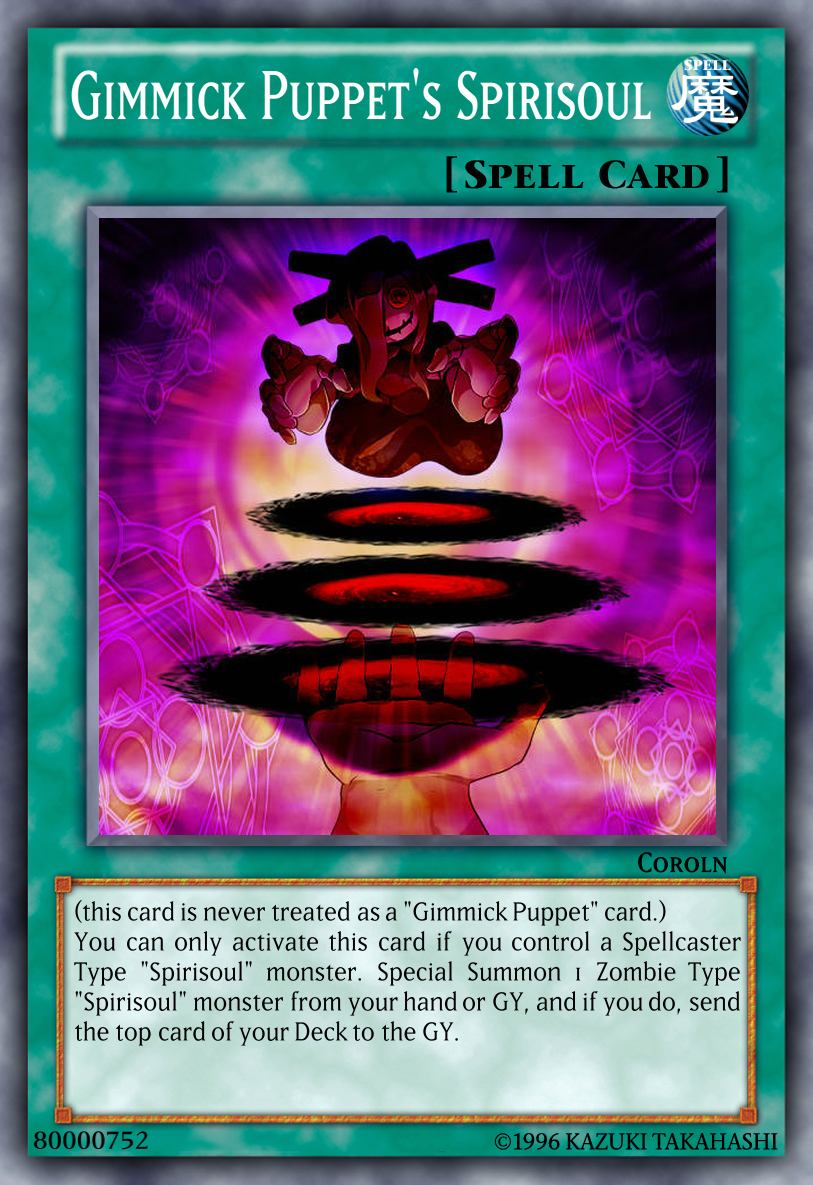 GIMMICK PUPPET'S SPIRISOUL
SPELL
魔
[SPELL CARD]
COROLN
(this card is never treated as a "Gimmick Puppet" card.)
You can only activate this card if you control a Spellcaster
Type "Spirisoul" monster. Special Summon 1 Zombie Type
"Spirisoul" monster from your hand or GY, and if you do, send
the top card of your Deck to the GY.
80000752
©1996 KAZUKI TAKAHASHI